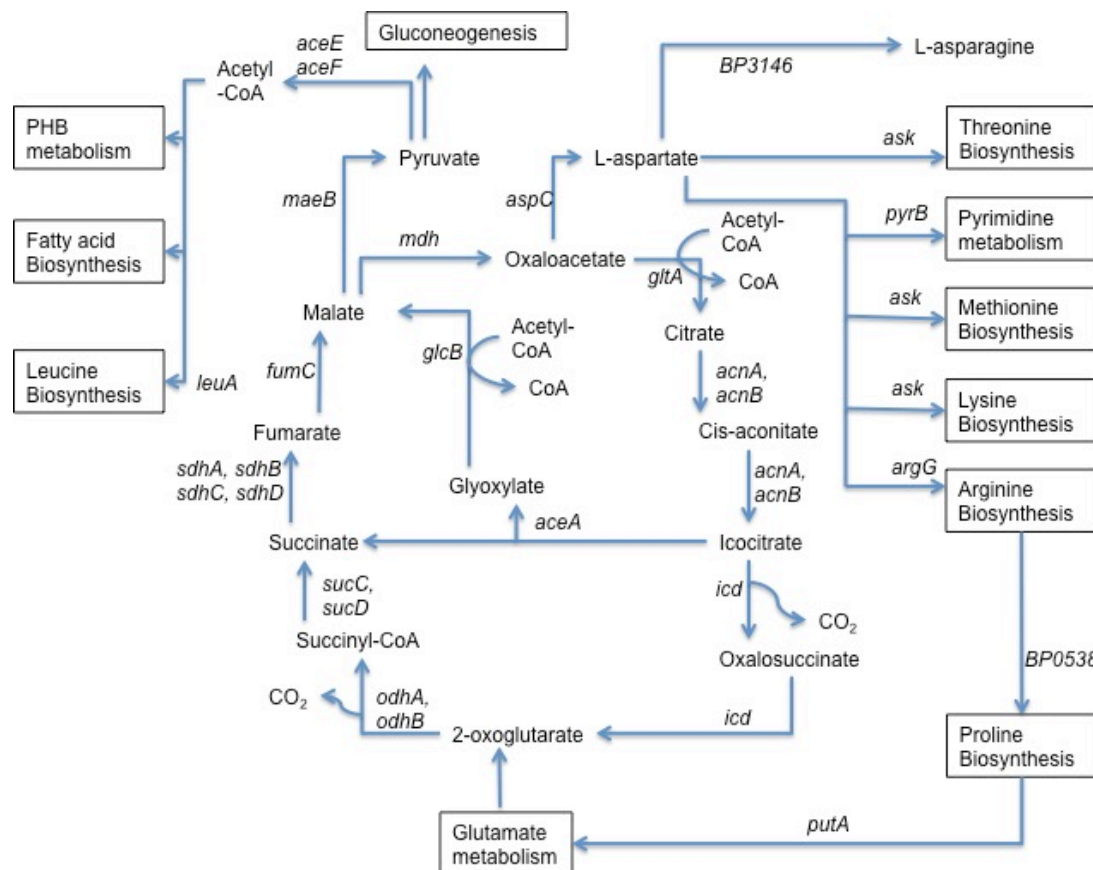 Gluconeogenesis
aceE
aceF
Acetyl
-CoA
L-asparagine
BP3146
PHB
metabolism
Pyruvate
L-aspartate
ask
Threonine
Biosynthesis
maeB
aspC
Fatty acid
Biosynthesis
mdh
Oxaloacetate
Acetyl-
CoA
gltA
CoA
pyrB
Pyrimidine
metabolism
Malate
Citrate
ask
Methionine
Biosynthesis
Leucine
Biosynthesis
leuA
fumC
glcB
Acetyl-
CoA
CoA
acnA,
acnB
ask
Lysine
Biosynthesis
Fumarate
Cis-aconitate
sdhA, sdhB
sdhC, sdhD
Glyoxylate
acnA,
acnB
argG
Arginine
Biosynthesis
aceA
Succinate
Icocitrate
sucC,
sucD
icd
CO2
Succinyl-CoA
Oxalosuccinate
BP0538
CO2
odhA,
odhB
2-oxoglutarate
icd
Proline
Biosynthesis
Glutamate
metabolism
putA